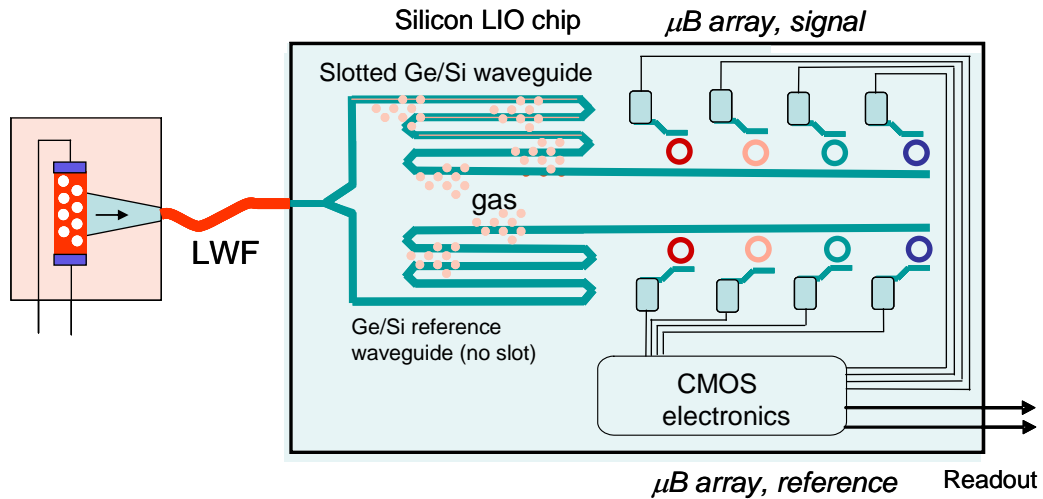 Silicon LIO chip
μB array, signal
Slotted Ge/Si waveguide
gas
LWF
Ge/Si reference
waveguide (no slot)
CMOS
electronics
μB array, reference
Readout